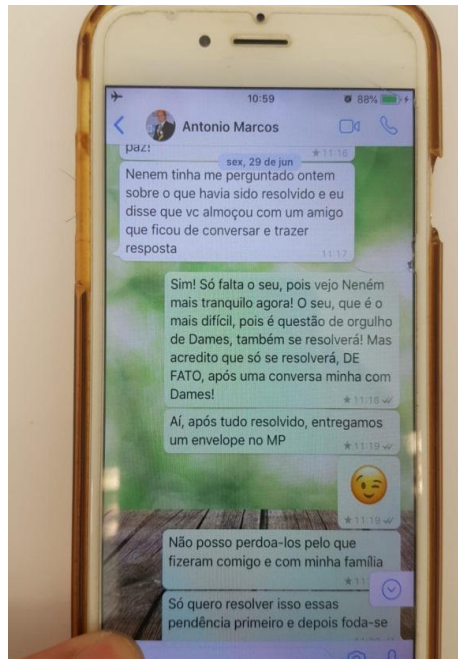 10:59
88%
Antonio Marcos
paz!
11:16
sex, 29 de jun
Nenem tinha me perguntado ontem
sobre o que havia sido resolvido e eu
disse que vc almoçou com um amigo
que ficou de conversar e trazer
resposta
11:17
Sim! Só falta o seu, pois vejo Neném
mais tranquilo agora! O seu, que é o
mais difícil, pois é questão de orgulho
de Dames, também se resolverá! Mas
acredito que só se resolverá, DE
FATO, após uma conversa minha com
Dames!
11:18
Aí, após tudo resolvido, entregamos
um envelope no MP
11:19
11:19
Não posso perdoa-los pelo que
fizeram comigo e com minha família
Só quero resolver isso essas
pendência primeiro e depois foda-se